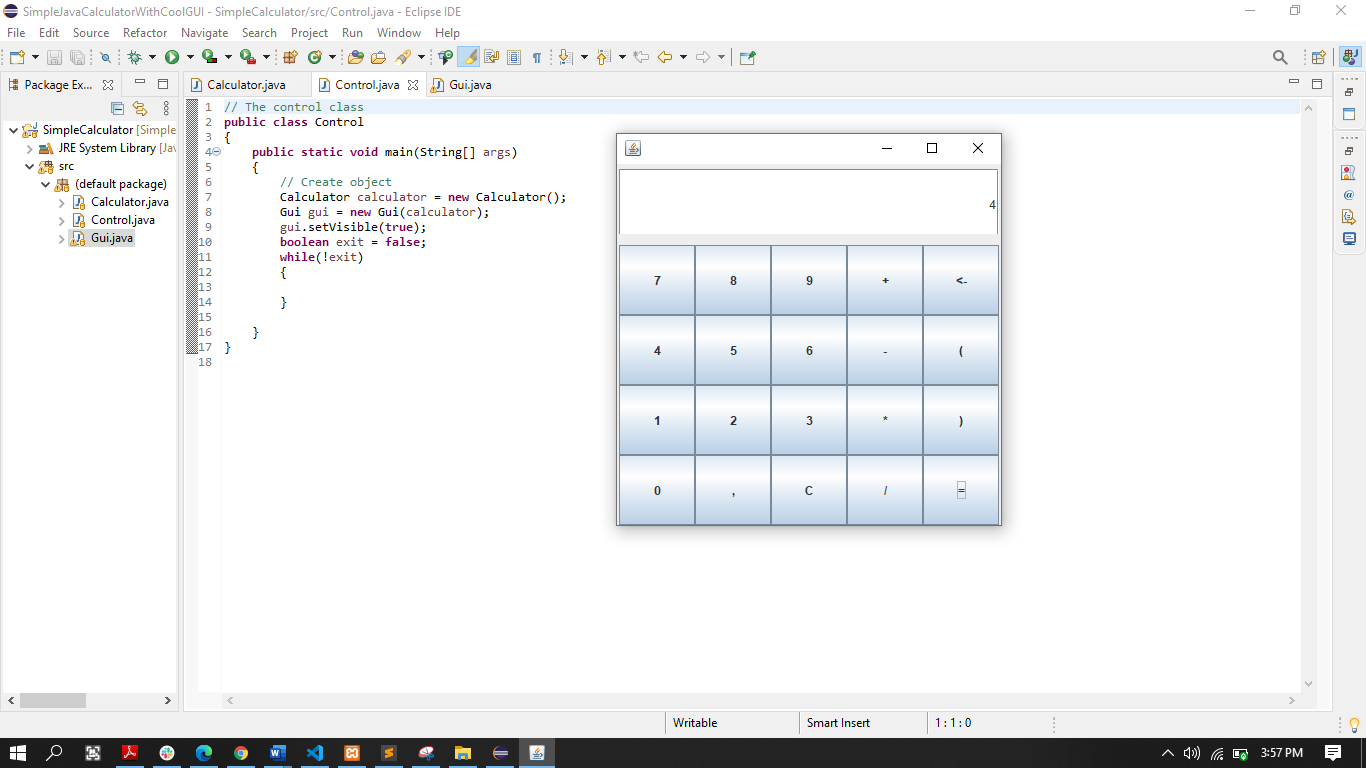 SimpleJavaCalculatorWithCoolGUI - SimpleCalculator/src/Control.java - Eclipse IDE
File Edit Source Refactor Navigate Search Project Run Window Help
Package Ex...
Calculator.java Control.java Gui.java
SimpleCalculator [Simple
JRE System Library [Jav
src
(default package)
Calculator.java
Control.java
Gui.java
1 // The control class
2 public class Control
3 {
4 public static void main(String[] args)
5 {
6 // Create object
7 Calculator calculator = new Calculator();
8 Gui gui = new Gui(calculator);
9 gui.setVisible(true);
10 boolean exit = false;
11 while(!exit)
12 {
13
14 }
15
16 }
17 }
18
4
7 8 9 + <-
4 5 6 - (
1 2 3 * )
0 , C / =
Writable Smart Insert 1 : 1 : 0
3:57 PM